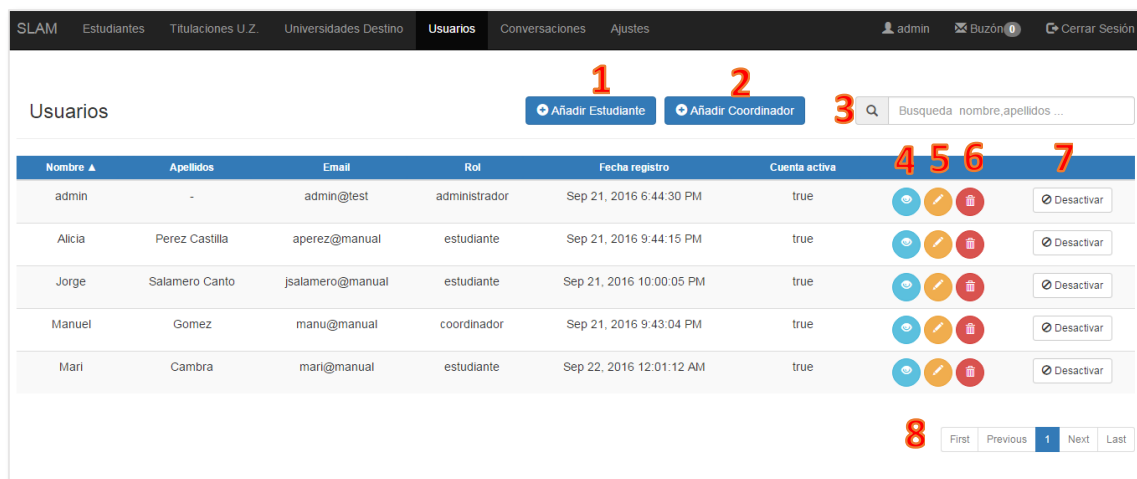 SLAM Estudiantes Titulaciones U.Z. Universidades Destino Usuarios Conversaciones Ajustes admin Buzón 0 Cerrar Sesión
1 2
Usuarios Añadir Estudiante Añadir Coordinador 3 Busqueda nombre,apellidos ...
4 5 6 7
Nombre ▲ Apellidos Email Rol Fecha registro Cuenta activa
admin - admin@test administrador Sep 21, 2016 6:44:30 PM true Desactivar
Alicia Perez Castilla aperez@manual estudiante Sep 21, 2016 9:44:15 PM true Desactivar
Jorge Salamero Canto jsalamero@manual estudiante Sep 21, 2016 10:00:05 PM true Desactivar
Manuel Gomez manu@manual coordinador Sep 21, 2016 9:43:04 PM true Desactivar
Mari Cambra mari@manual estudiante Sep 22, 2016 12:01:12 AM true Desactivar
8 First Previous 1 Next Last